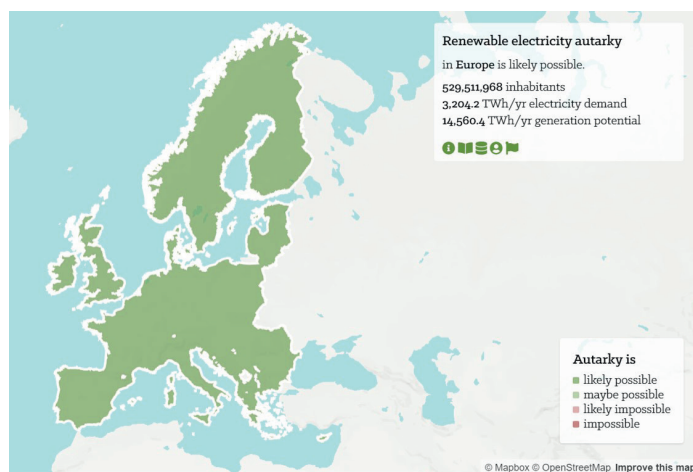 Renewable electricity autarky
in Europe is likely possible.
529,511,968 inhabitants
3,204.2 TWh/yr electricity demand
14,560.4 TWh/yr generation potential
Autarky is
likely possible
maybe possible
likely impossible
impossible
© Mapbox © OpenStreetMap Improve this map